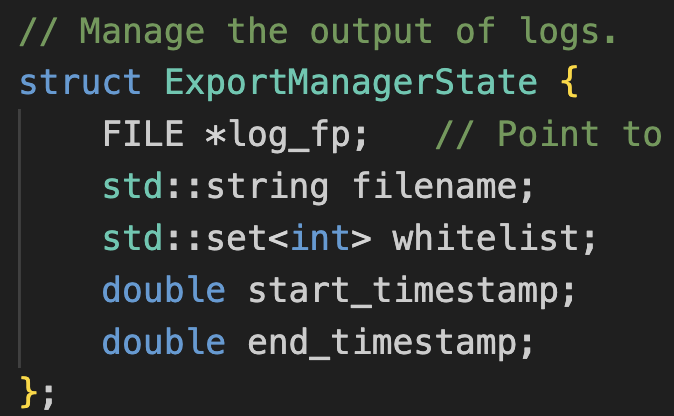 // Manage the output of logs.
struct ExportManagerState {
    FILE *log_fp;   // Point to
    std::string filename;
    std::set<int> whitelist;
    double start_timestamp;
    double end_timestamp;
};